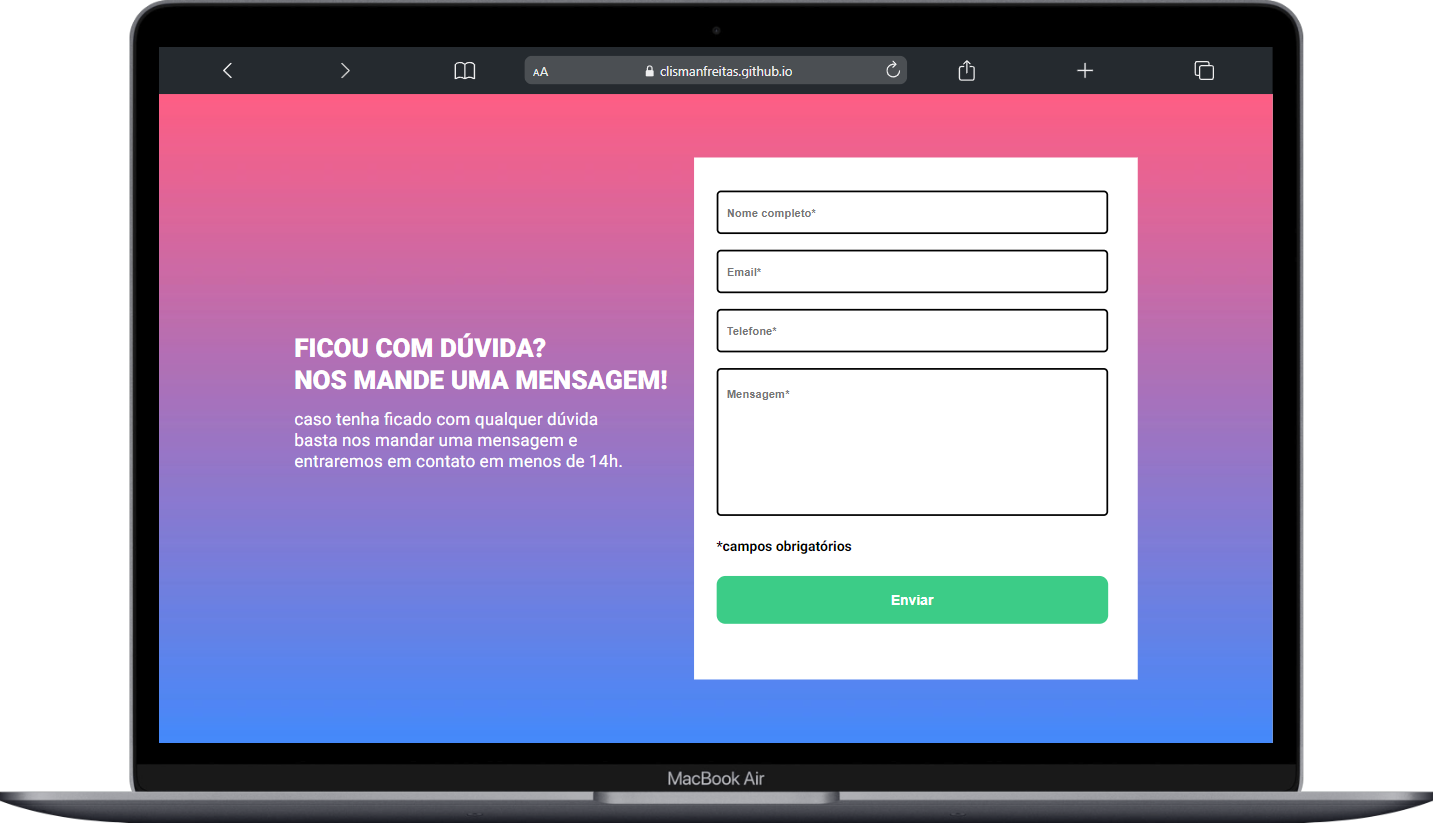 AA
clismanfreitas.github.io
FICOU COM DÚVIDA?
NOS MANDE UMA MENSAGEM!
caso tenha ficado com qualquer dúvida
basta nos mandar uma mensagem e
entraremos em contato em menos de 14h.
Nome completo*
Email*
Telefone*
Mensagem*
*campos obrigatórios
Enviar
MacBook Air